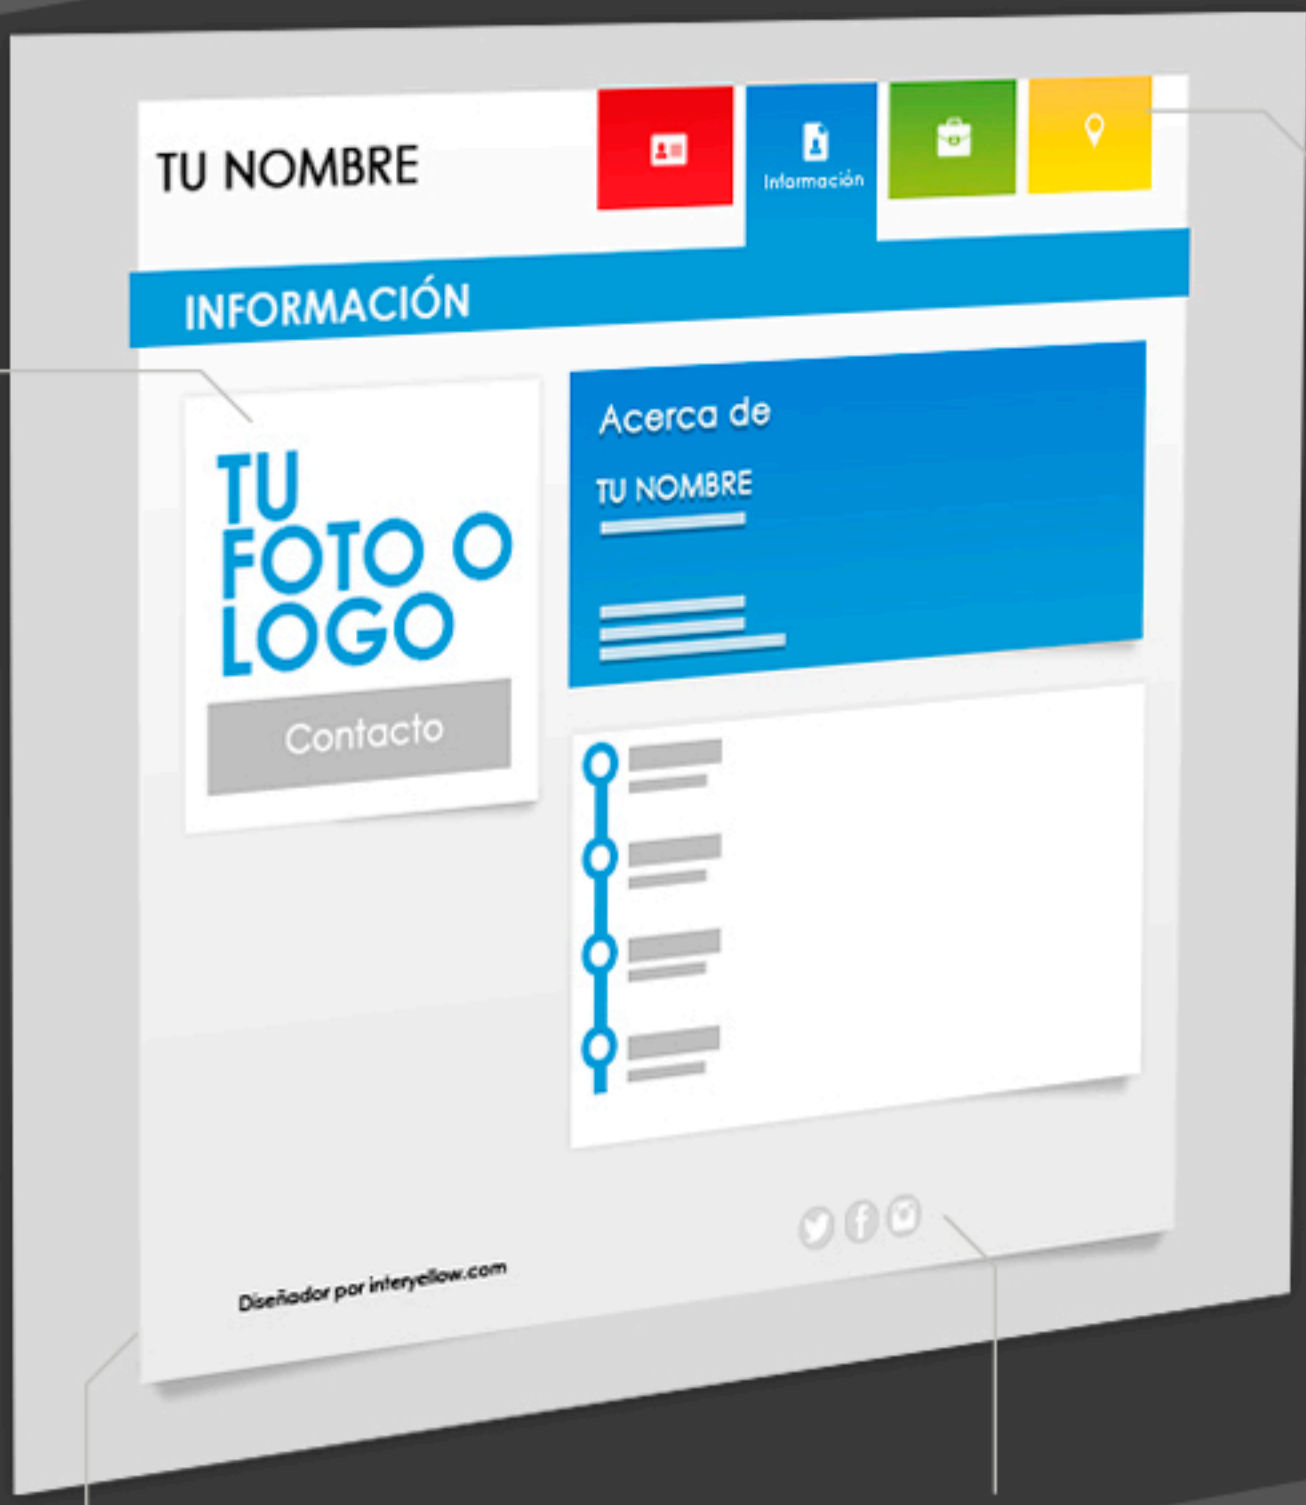 TU NOMBRE
Información
INFORMACIÓN
TU
FOTO O
LOGO
Contacto
Acerca de
TU NOMBRE
Diseñador por interyellow.com